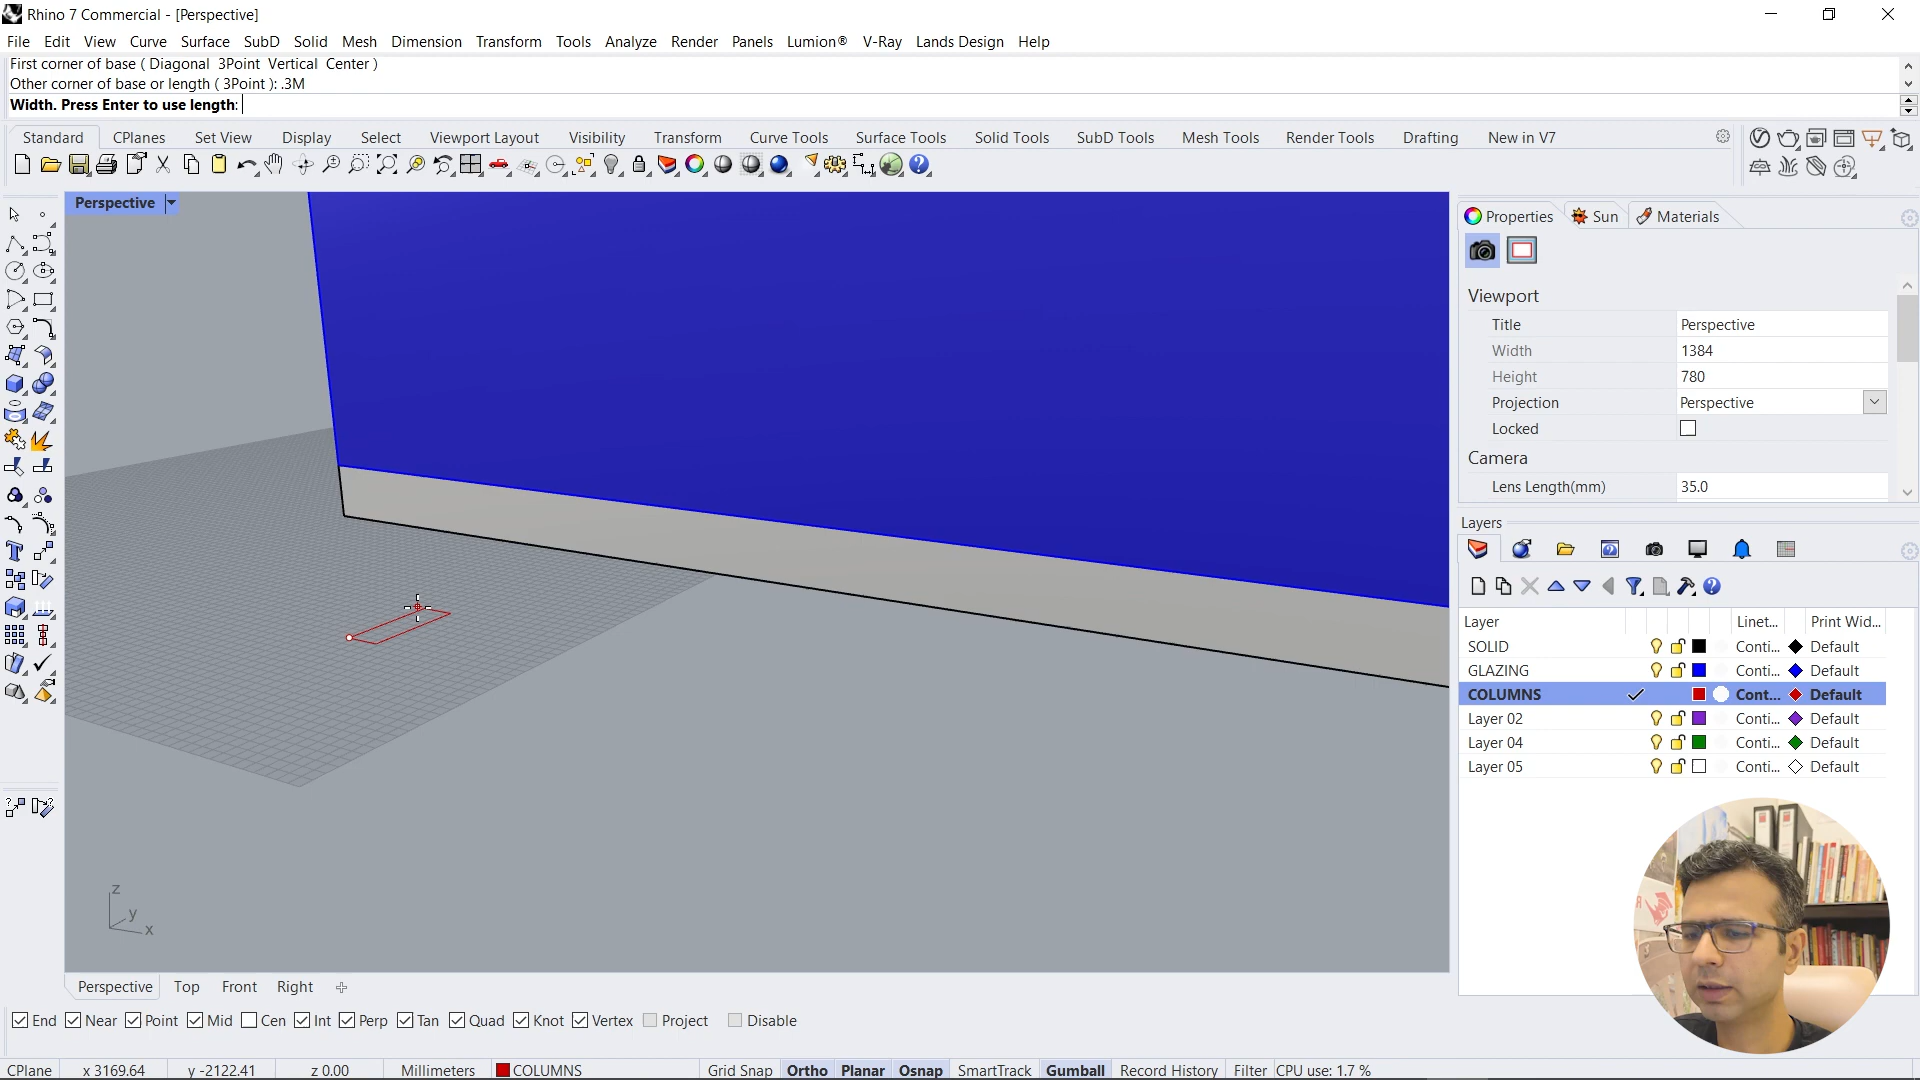 Rhino 7 Commercial - [Perspective]
File Edit View Curve Surface SubD Solid Mesh Dimension Transform Tools Analyze Render Panels Lumion® V-Ray Lands Design Help
First corner of base ( Diagonal 3Point Vertical Center )
Other corner of base or length ( 3Point ): .3M
Width. Press Enter to use length:
Standard CPlanes Set View Display Select Viewport Layout Visibility Transform Curve Tools Surface Tools Solid Tools SubD Tools Mesh Tools Render Tools Drafting New in V7
Perspective
Properties Sun Materials
Viewport
Title Perspective
Width 1384
Height 780
Projection Perspective
Locked
Camera
Lens Length(mm) 35.0
Layers
Layer Linet... Print Wid...
SOLID Conti... Default
GLAZING Conti... Default
COLUMNS Cont... Default
Layer 02 Conti... Default
Layer 04 Conti... Default
Layer 05 Conti... Default
z
y
x
Perspective Top Front Right
End Near Point Mid Cen Int Perp Tan Quad Knot Vertex Project Disable
CPlane x 3169.64 y -2122.41 z 0.00 Millimeters COLUMNS Grid Snap Ortho Planar Osnap SmartTrack Gumball Record History Filter CPU use: 1.7 %